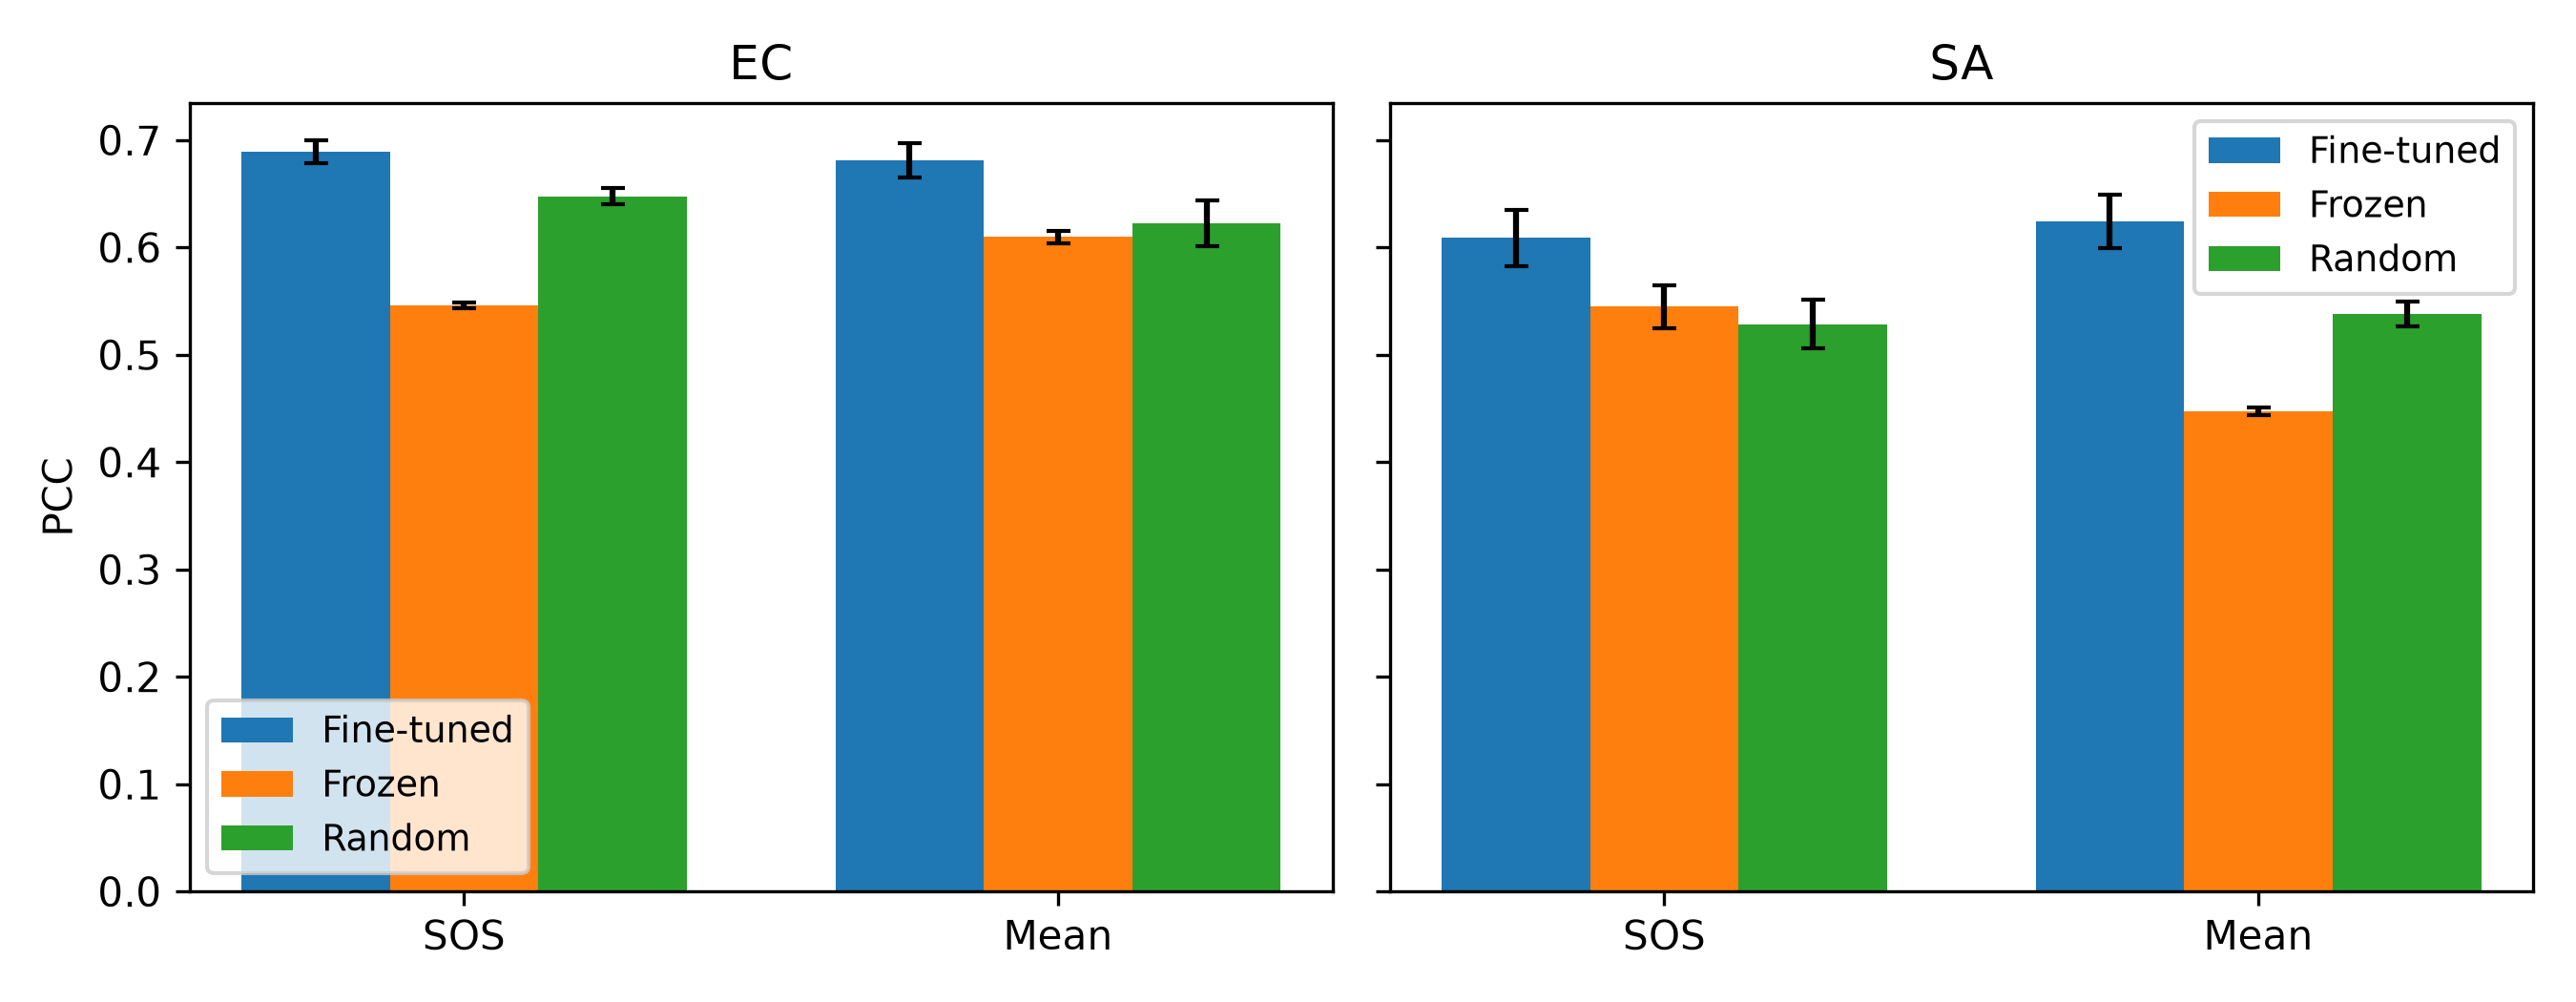 EC
PCC
0.7
0.6
0.5
0.4
0.3
0.2
0.1
0.0
Fine-tuned
Frozen
Random
SOS
Mean
SA
Fine-tuned
Frozen
Random
SOS
Mean